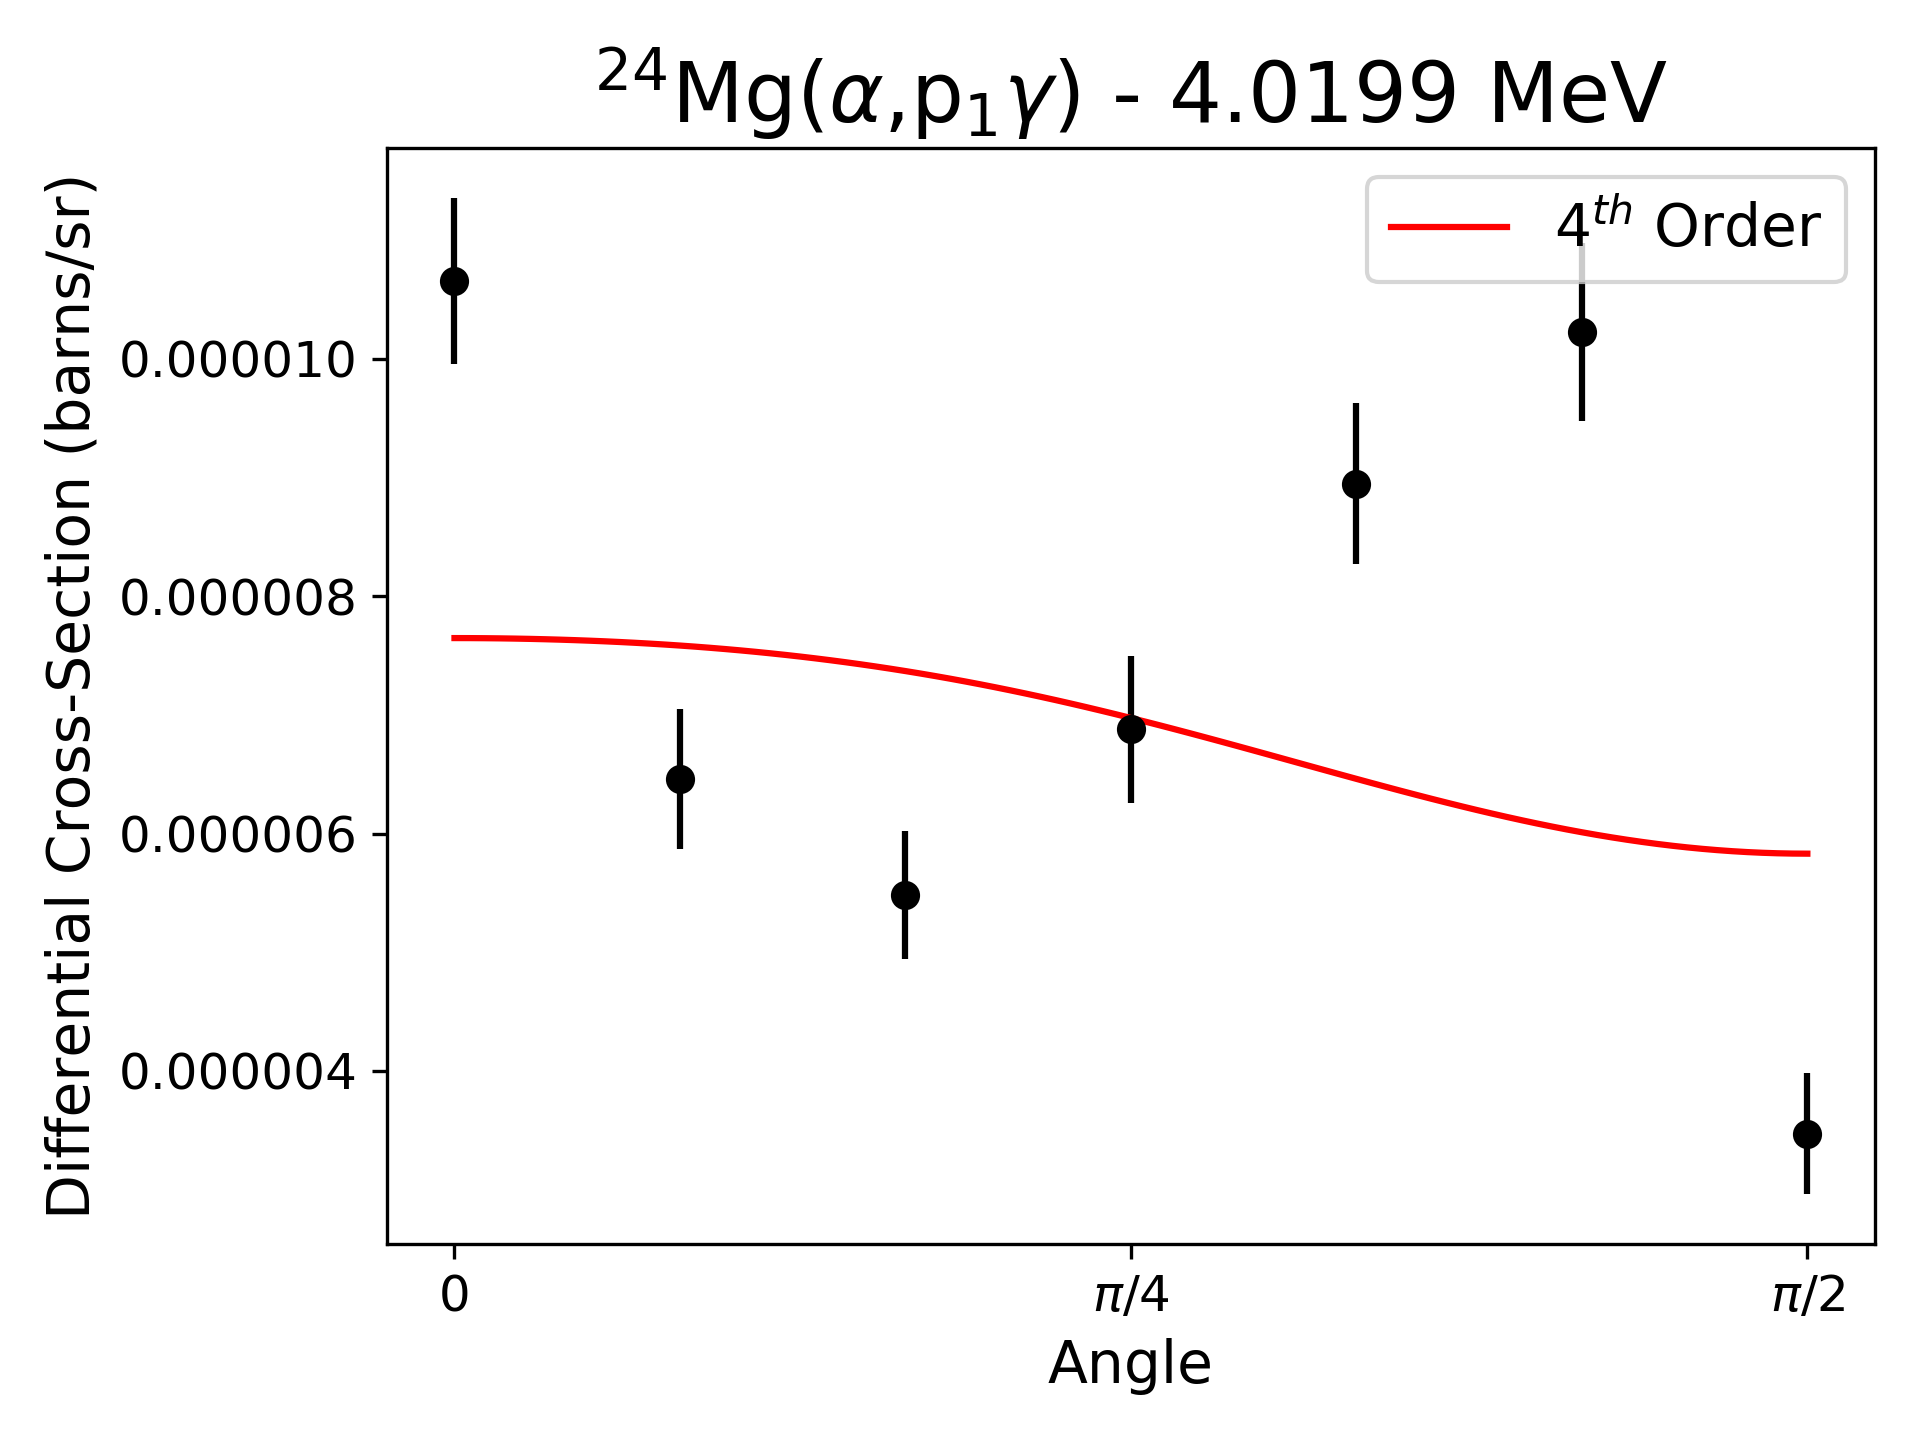 ²⁴Mg(α,p₁γ) - 4.0199 MeV
4ᵗʰ Order
Differential Cross-Section (barns/sr)
0.000010
0.000008
0.000006
0.000004
0 π/4 π/2
Angle